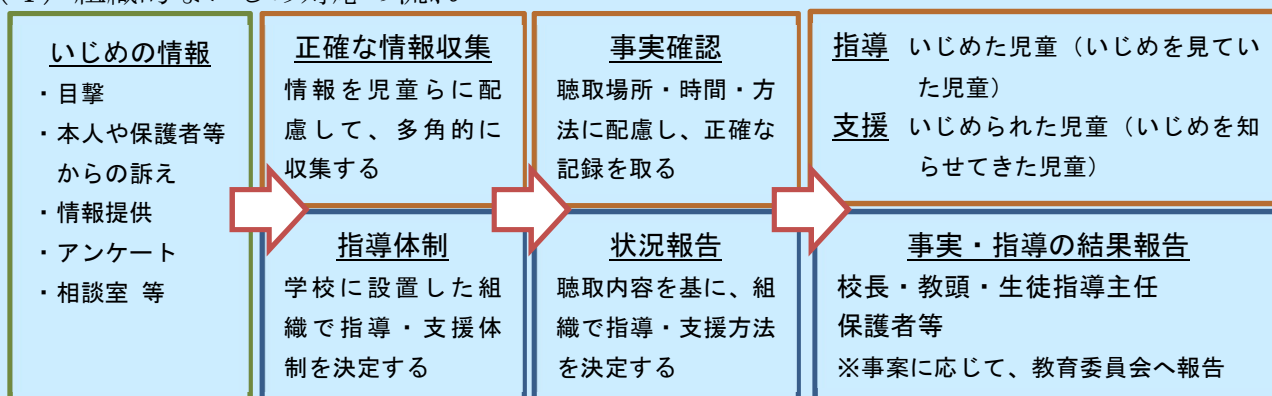 いじめの情報
・目撃
・本人や保護者等
からの訴え
・情報提供
・アンケート
・相談室 等
正確な情報収集
情報を児童らに配
慮して、多角的に
収集する
指導体制
学校に設置した組
織で指導・支援体
制を決定する
事実確認
聴取場所・時間・方
法に配慮し、正確な
記録を取る
状況報告
聴取内容を基に、組
織で指導・支援方法
を決定する
指導 いじめた児童（いじめを見てい
た児童）
支援 いじめられた児童（いじめを知
らせてきた児童）
事実・指導の結果報告
校長・教頭・生徒指導主任
保護者等
※事案に応じて、教育委員会へ報告